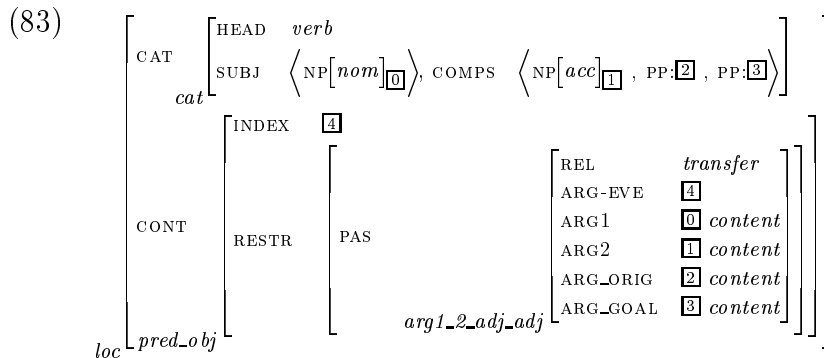 (83)
HEAD verb
CAT
SUBJ ⟨NP[nom]0⟩, COMPS ⟨NP[acc]1 , PP:2 , PP:3⟩
cat
INDEX 4
REL transfer
ARG-EVE 4
ARG1 0 content
CONT RESTR PAS
ARG2 1 content
ARG_ORIG 2 content
ARG_GOAL 3 content
arg1_2_adj_adj
pred_obj
loc